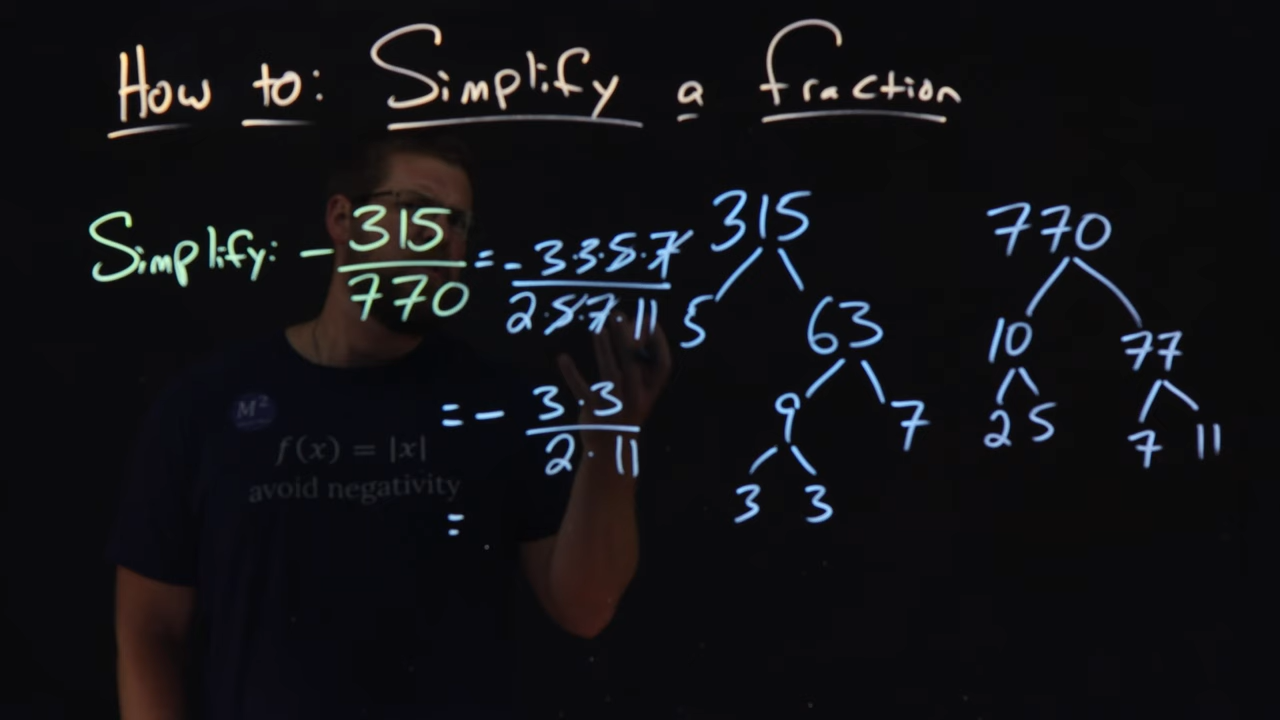 How to: Simplify a fraction
Simplify: - 315/770 = - 3·3·5·7 / 2·5·7·11
= - 3·3 / 2·11
=
315
5 63
9 7
3 3
770
10 77
2 5 7 11
M²
f(x) = |x|
avoid negativity